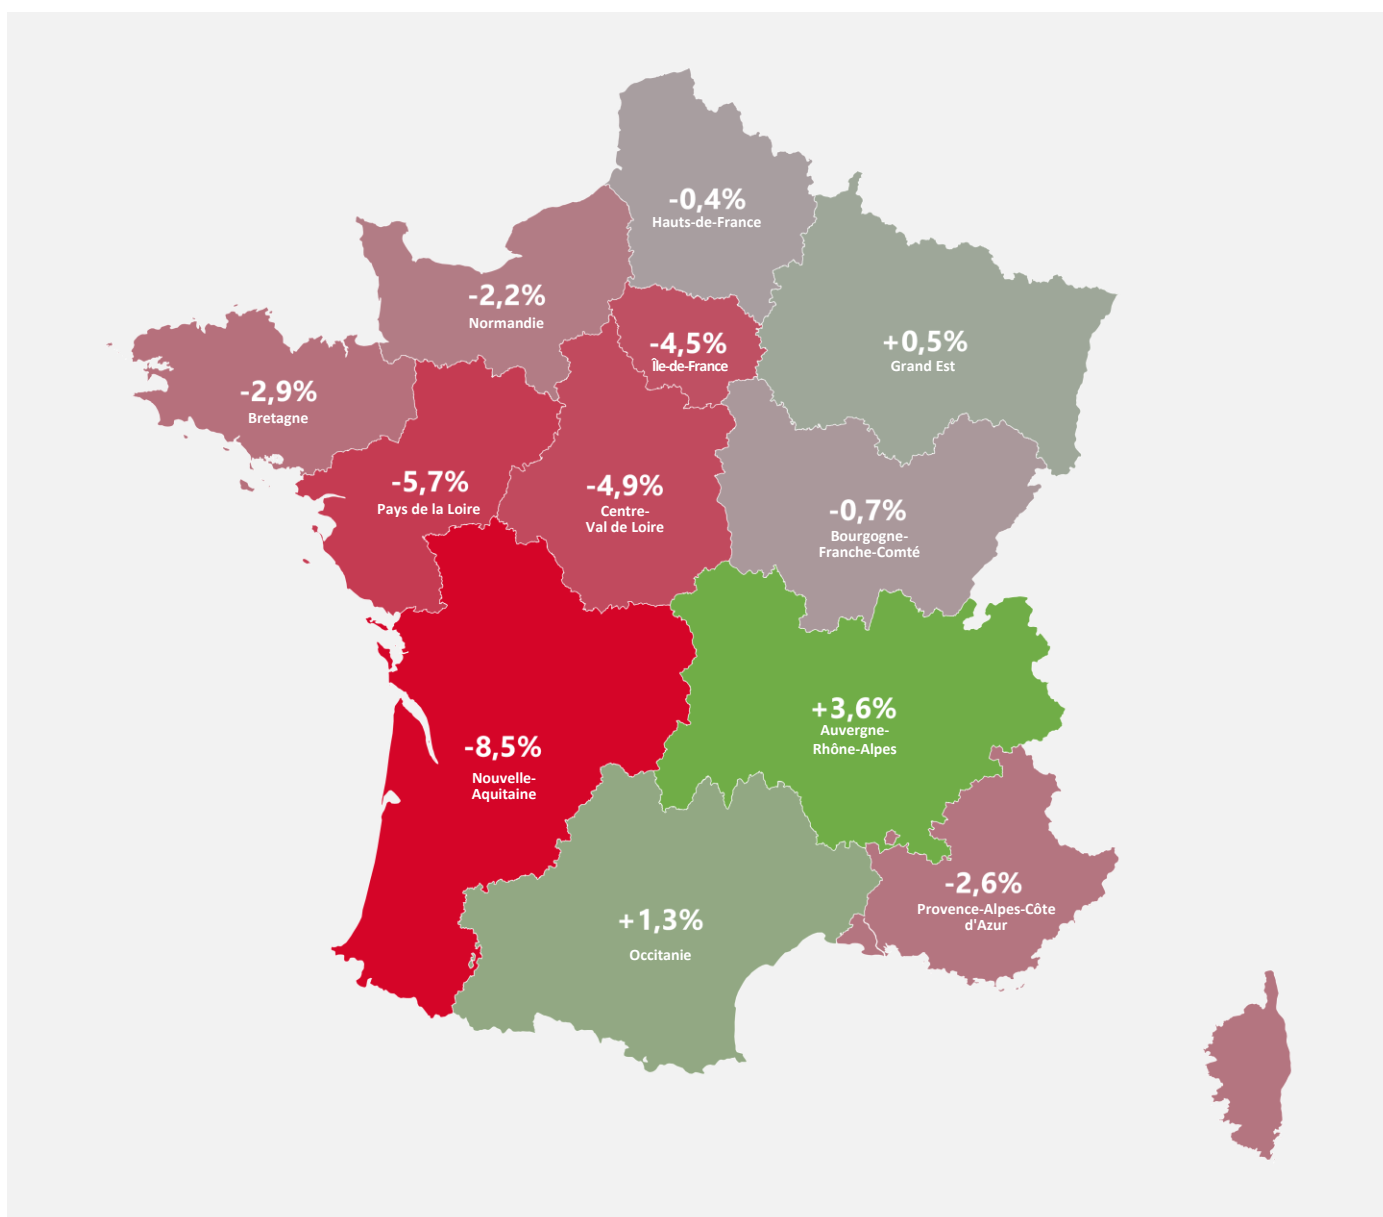 -0,4%
Hauts-de-France
-2,2%
Normandie
-4,5%
Île-de-France
+0,5%
Grand Est
-2,9%
Bretagne
-5,7%
Pays de la Loire
-4,9%
Centre-
Val de Loire
-0,7%
Bourgogne-
Franche-Comté
+3,6%
Auvergne-
Rhône-Alpes
-8,5%
Nouvelle-
Aquitaine
-2,6%
Provence-Alpes-Côte
d'Azur
+1,3%
Occitanie